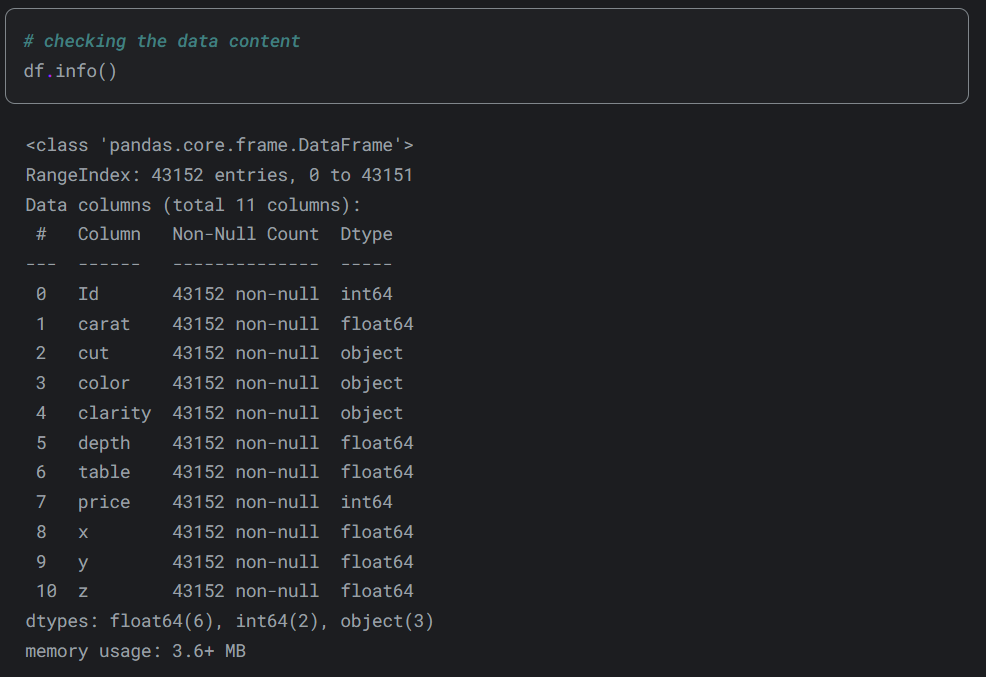 # checking the data content
df.info()
<class 'pandas.core.frame.DataFrame'>
RangeIndex: 43152 entries, 0 to 43151
Data columns (total 11 columns):
 #   Column   Non-Null Count  Dtype
---  ------   --------------  -----
 0   Id       43152 non-null  int64
 1   carat    43152 non-null  float64
 2   cut      43152 non-null  object
 3   color    43152 non-null  object
 4   clarity  43152 non-null  object
 5   depth    43152 non-null  float64
 6   table    43152 non-null  float64
 7   price    43152 non-null  int64
 8   x        43152 non-null  float64
 9   y        43152 non-null  float64
 10  z        43152 non-null  float64
dtypes: float64(6), int64(2), object(3)
memory usage: 3.6+ MB